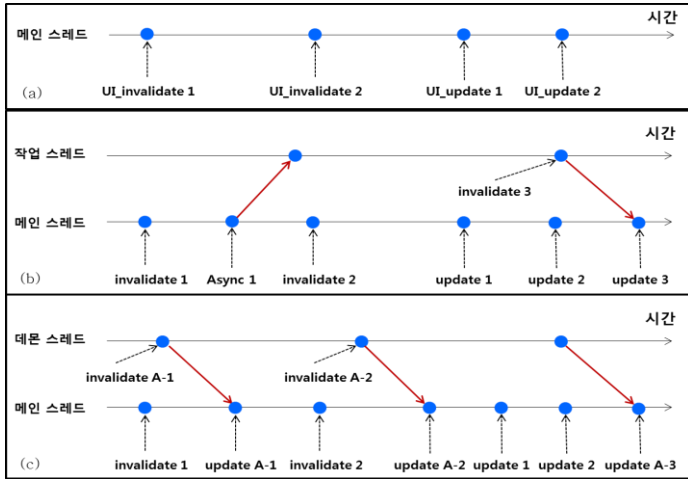 시간
메인 스레드
UI_invalidate 1 UI_invalidate 2 UI_update 1 UI_update 2
(a)
시간
작업 스레드
invalidate 3
메인 스레드
invalidate 1 Async 1 invalidate 2 update 1 update 2 update 3
(b)
시간
데몬 스레드
invalidate A-1 invalidate A-2
메인 스레드
invalidate 1 update A-1 invalidate 2 update A-2 update 1 update 2 update A-3
(c)